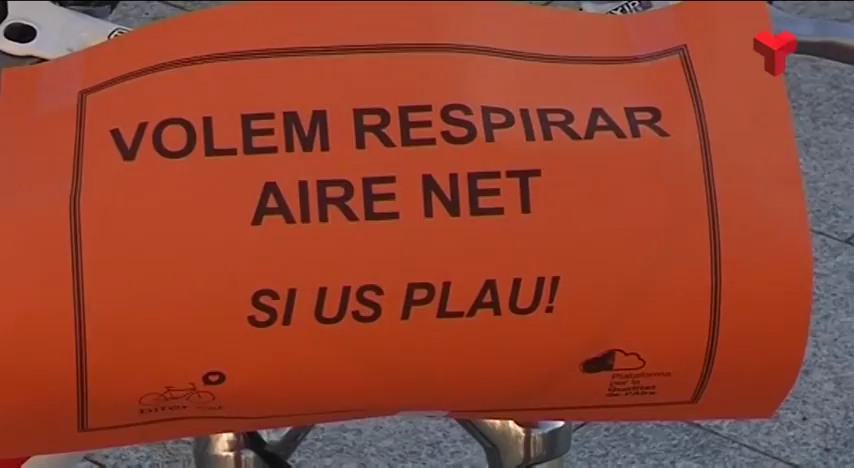 VOLEM RESPIRAR
AIRE NET
SI US PLAU!
Plataforma
per la
Qualitat
de l'Aire